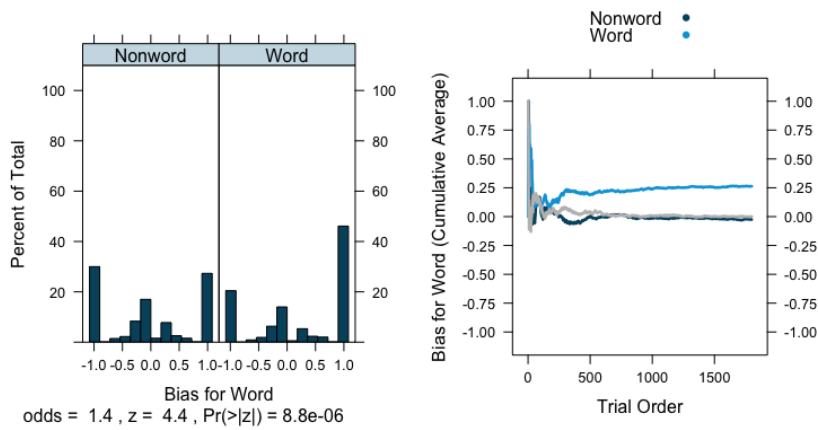 Nonword Word
100 100
80 80
60 60
40 40
20 20
Percent of Total
-1.0 -0.5 0.0 0.5 1.0 -1.0 -0.5 0.0 0.5 1.0
Bias for Word
odds = 1.4 , z = 4.4 , Pr(>|z|) = 8.8e-06
Nonword
Word
1.00 1.00
0.75 0.75
0.50 0.50
0.25 0.25
0.00 0.00
-0.25 -0.25
-0.50 -0.50
-0.75 -0.75
-1.00 -1.00
Bias for Word (Cumulative Average)
0 500 1000 1500
Trial Order